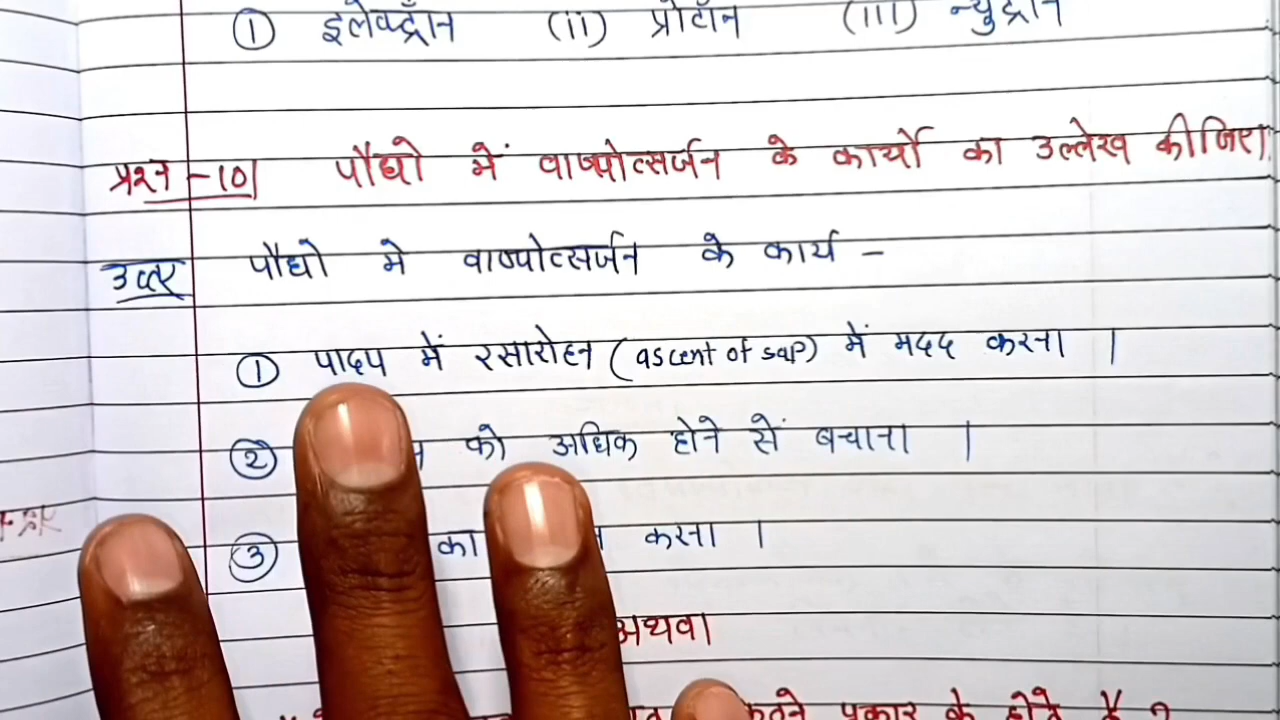 ① इलेक्ट्रॉन (ii) प्रोटॉन (iii) न्युट्रान
प्रश्न -10 पौधो में वाष्पोत्सर्जन के कार्यो का उल्लेख कीजिए।
उत्तर पौधो मे वाष्पोत्सर्जन के कार्य -
① पादप में रसारोहन (ascent of sap) में मदद करना ।
② को अधिक होने सें बचाना ।
③ का करना ।
अथवा
प्रकार के होते है ?